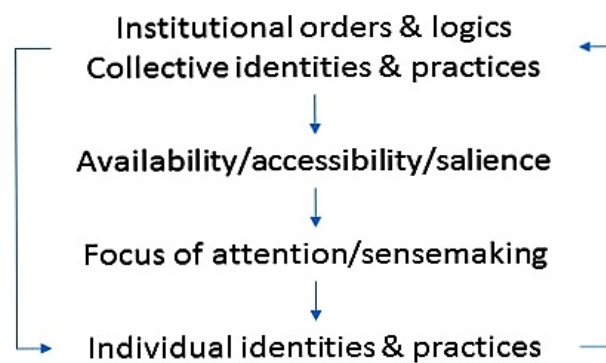 Institutional orders & logics
Collective identities & practices
Availability/accessibility/salience
Focus of attention/sensemaking
Individual identities & practices